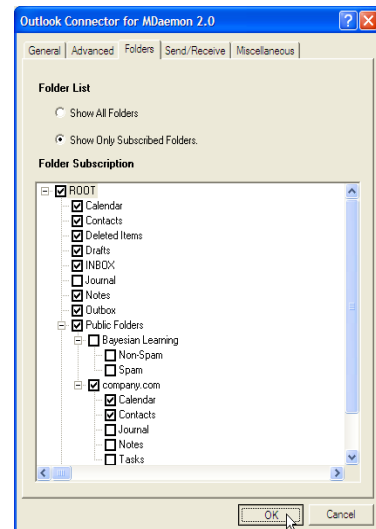 Outlook Connector for MDaemon 2.0
General Advanced Folders Send/Receive Miscellaneous
Folder List
Show All Folders
Show Only Subscribed Folders.
Folder Subscription
ROOT
Calendar
Contacts
Deleted Items
Drafts
INBOX
Journal
Notes
Outbox
Public Folders
Bayesian Learning
Non-Spam
Spam
company.com
Calendar
Contacts
Journal
Notes
Tasks
OK Cancel